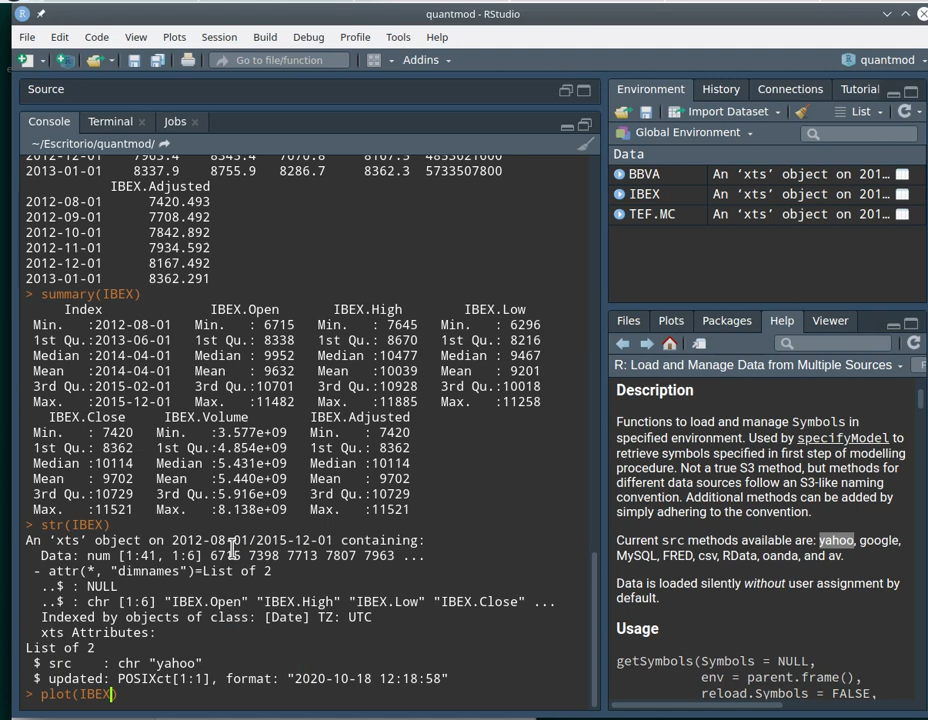 quantmod - RStudio
File Edit Code View Plots Session Build Debug Profile Tools Help
Go to file/function Addins quantmod
Source
Console Terminal Jobs
~/Escritorio/quantmod/
2013-01-01 8337.9 8755.9 8286.7 8362.3 5733507800
IBEX.Adjusted
2012-08-01 7420.493
2012-09-01 7708.492
2012-10-01 7842.892
2012-11-01 7934.592
2012-12-01 8167.492
2013-01-01 8362.291
> summary(IBEX)
Index IBEX.Open IBEX.High IBEX.Low
Min. :2012-08-01 Min. : 6715 Min. : 7645 Min. : 6296
1st Qu.:2013-06-01 1st Qu.: 8338 1st Qu.: 8670 1st Qu.: 8216
Median :2014-04-01 Median : 9952 Median :10477 Median : 9467
Mean :2014-04-01 Mean : 9632 Mean :10039 Mean : 9201
3rd Qu.:2015-02-01 3rd Qu.:10701 3rd Qu.:10928 3rd Qu.:10018
Max. :2015-12-01 Max. :11482 Max. :11885 Max. :11258
IBEX.Close IBEX.Volume IBEX.Adjusted
Min. : 7420 Min. :3.577e+09 Min. : 7420
1st Qu.: 8362 1st Qu.:4.854e+09 1st Qu.: 8362
Median :10114 Median :5.431e+09 Median :10114
Mean : 9702 Mean :5.440e+09 Mean : 9702
3rd Qu.:10729 3rd Qu.:5.916e+09 3rd Qu.:10729
Max. :11521 Max. :8.138e+09 Max. :11521
> str(IBEX)
An ‘xts’ object on 2012-08-01/2015-12-01 containing:
Data: num [1:41, 1:6] 6715 7398 7713 7807 7963 ...
- attr(*, "dimnames")=List of 2
..$ : NULL
..$ : chr [1:6] "IBEX.Open" "IBEX.High" "IBEX.Low" "IBEX.Close" ...
Indexed by objects of class: [Date] TZ: UTC
xts Attributes:
List of 2
$ src : chr "yahoo"
$ updated: POSIXct[1:1], format: "2020-10-18 12:18:58"
> plot(IBEX)
Environment History Connections Tutorial
Import Dataset List
Global Environment
Data
BBVA An ‘xts’ object on 201…
IBEX An ‘xts’ object on 201…
TEF.MC An ‘xts’ object on 201…
Files Plots Packages Help Viewer
R: Load and Manage Data from Multiple Sources
Description
Functions to load and manage Symbols in
specified environment. Used by specifyModel to
retrieve symbols specified in first step of modelling
procedure. Not a true S3 method, but methods for
different data sources follow an S3-like naming
convention. Additional methods can be added by
simply adhering to the convention.
Current src methods available are: yahoo, google,
MySQL, FRED, csv, RData, oanda, and av.
Data is loaded silently without user assignment by
default.
Usage
getSymbols(Symbols = NULL,
env = parent.frame(),
reload.Symbols = FALSE,